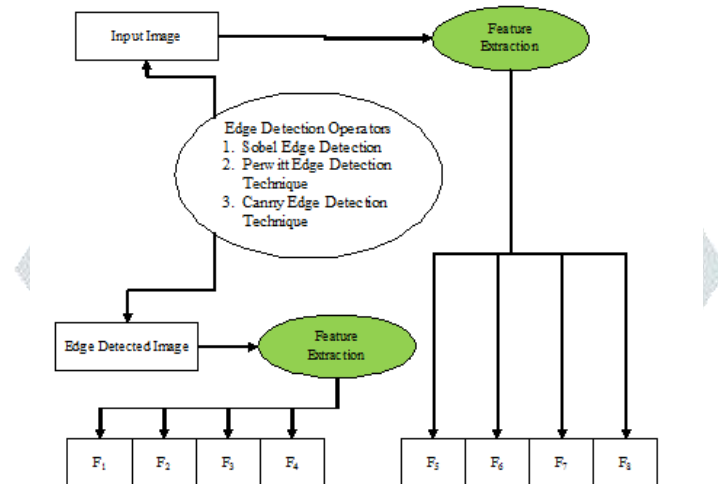 Input Image
Feature
Extraction
Edge Detection Operators
1. Sobel Edge Detection
2. Perwitt Edge Detection
Technique
3. Canny Edge Detection
Technique
Edge Detected Image
Feature
Extraction
F₁ F₂ F₃ F₄ F₅ F₆ F₇ F₈